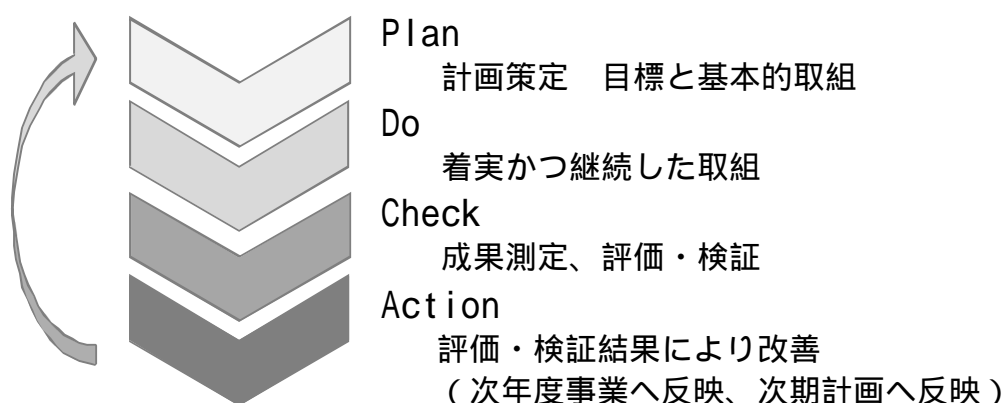 Plan
計画策定　目標と基本的取組
Do
着実かつ継続した取組
Check
成果測定、評価・検証
Action
評価・検証結果により改善
（次年度事業へ反映、次期計画へ反映）